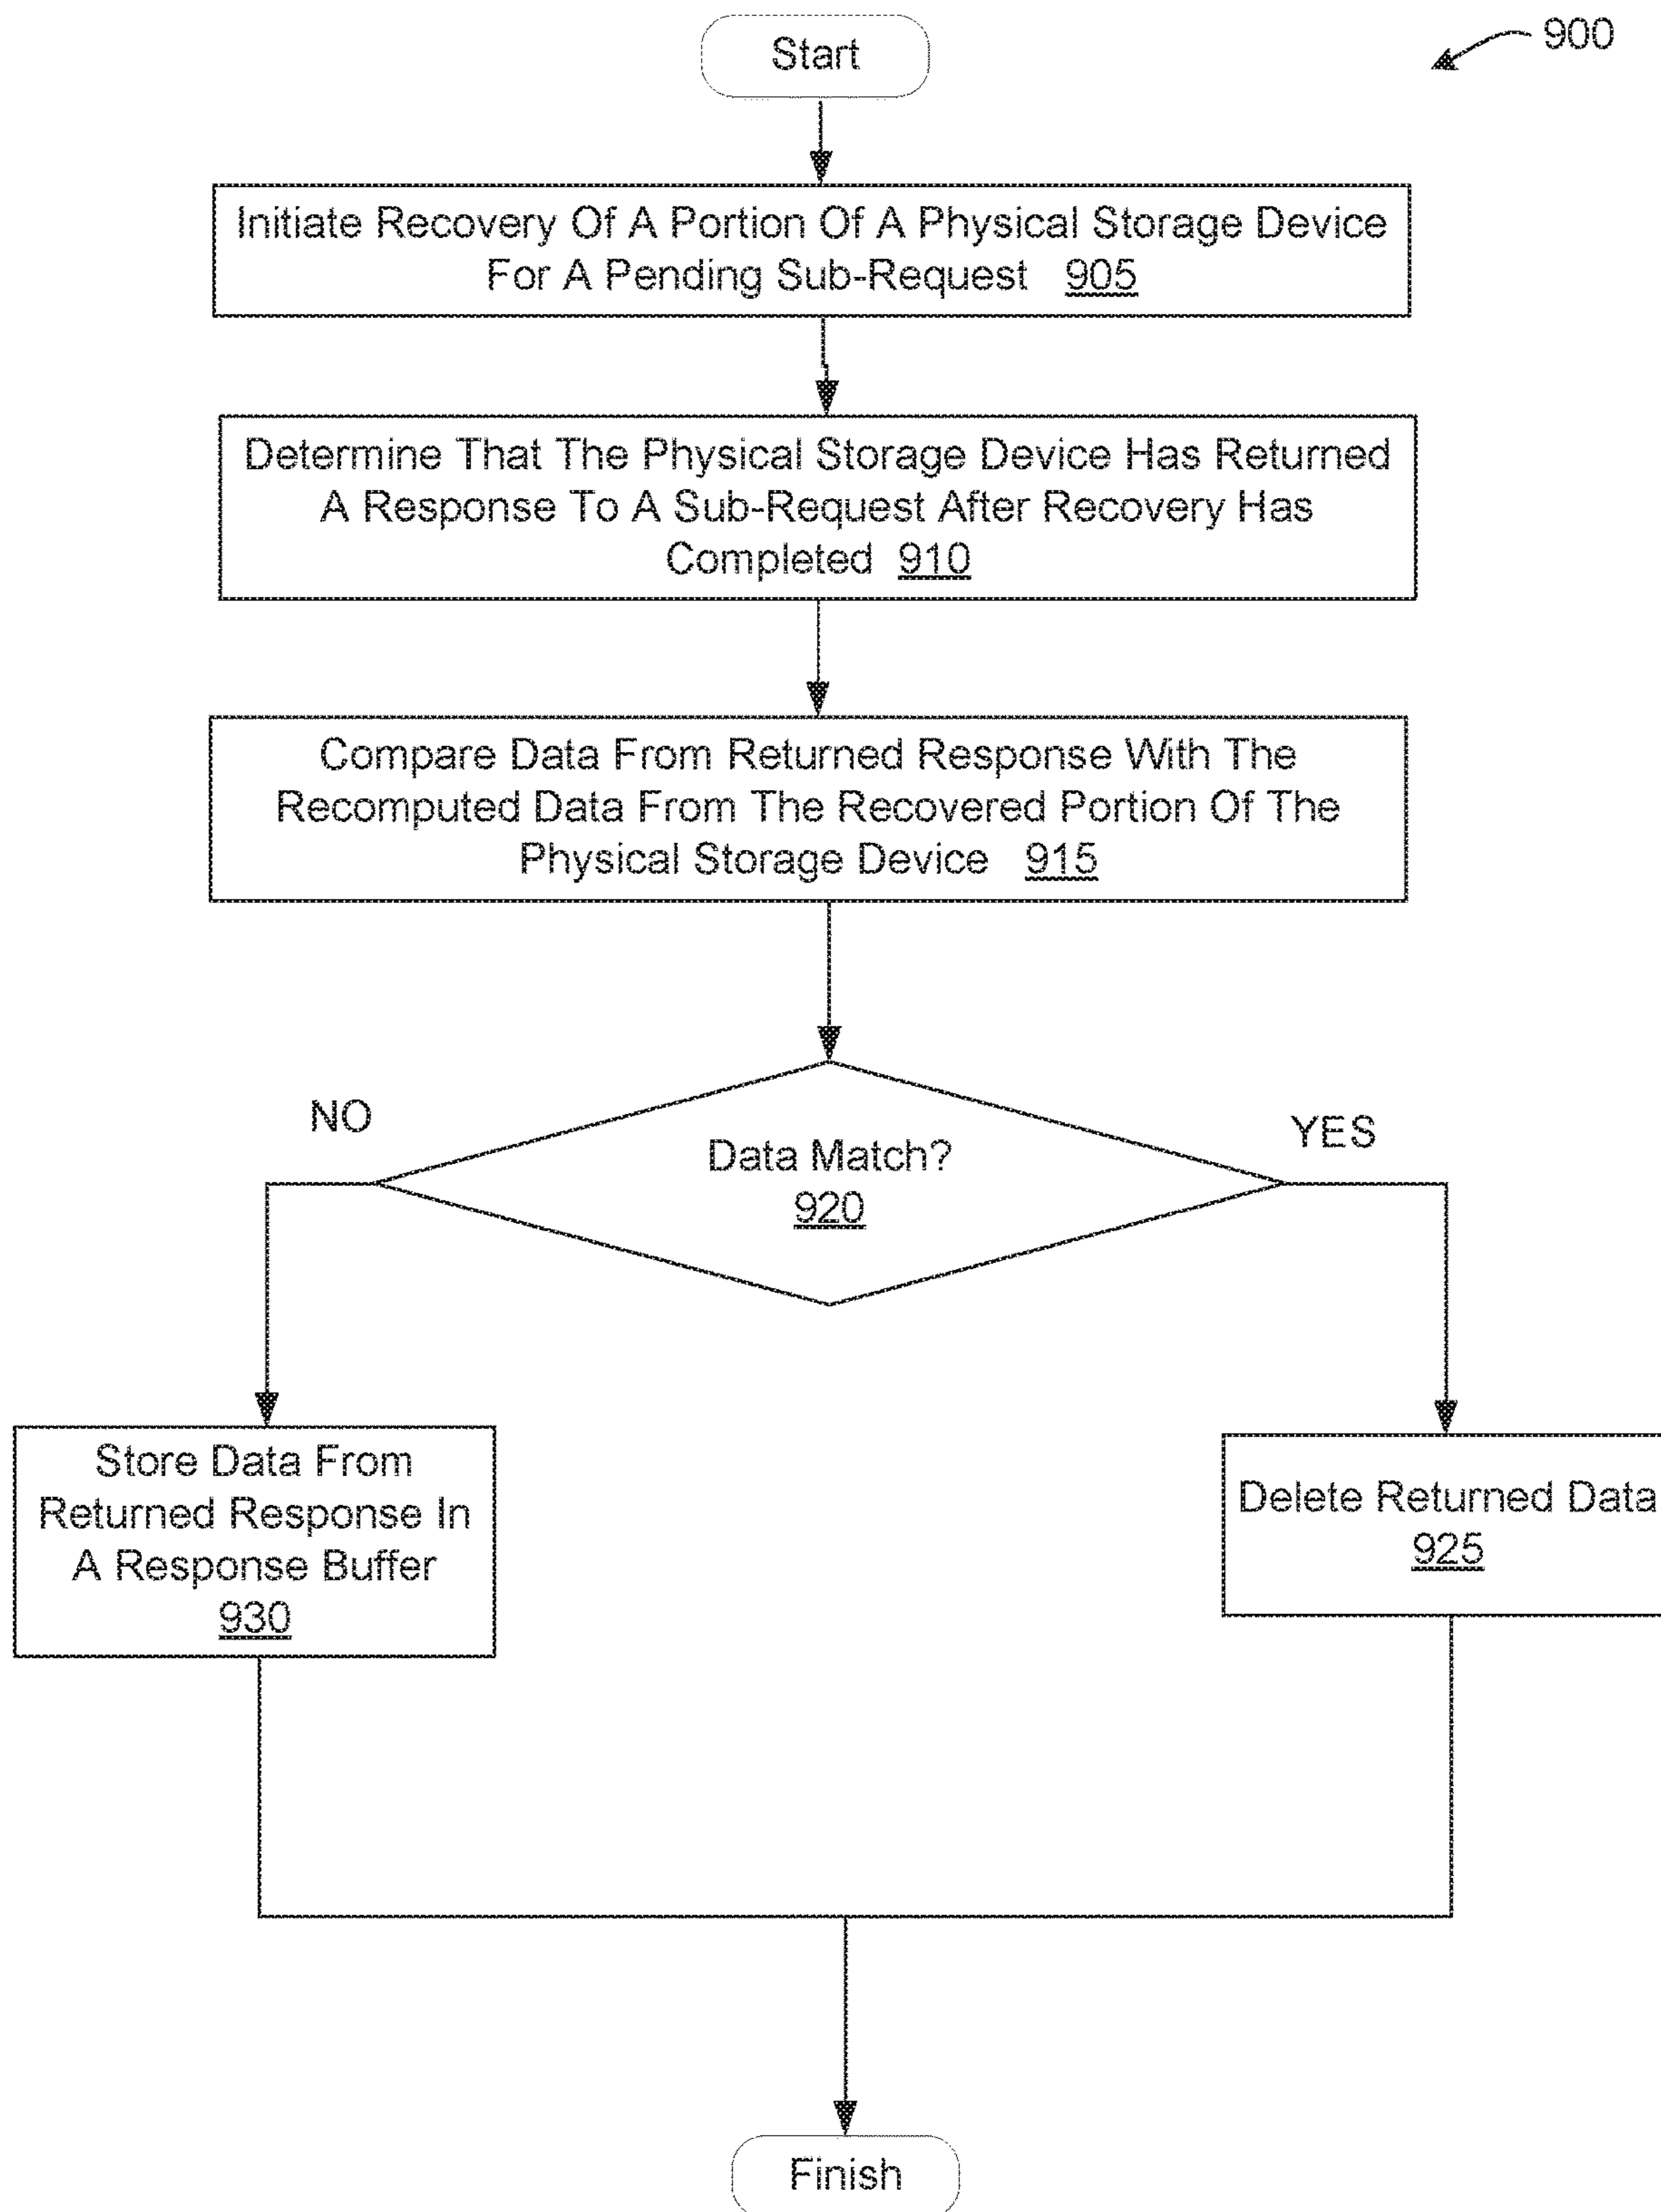 Start
900
Initiate Recovery Of A Portion Of A Physical Storage Device
For A Pending Sub-Request 905
Determine That The Physical Storage Device Has Returned
A Response To A Sub-Request After Recovery Has
Completed 910
Compare Data From Returned Response With The
Recomputed Data From The Recovered Portion Of The
Physical Storage Device 915
NO
YES
Data Match?
920
Store Data From
Returned Response In
A Response Buffer
930
Delete Returned Data
925
Finish